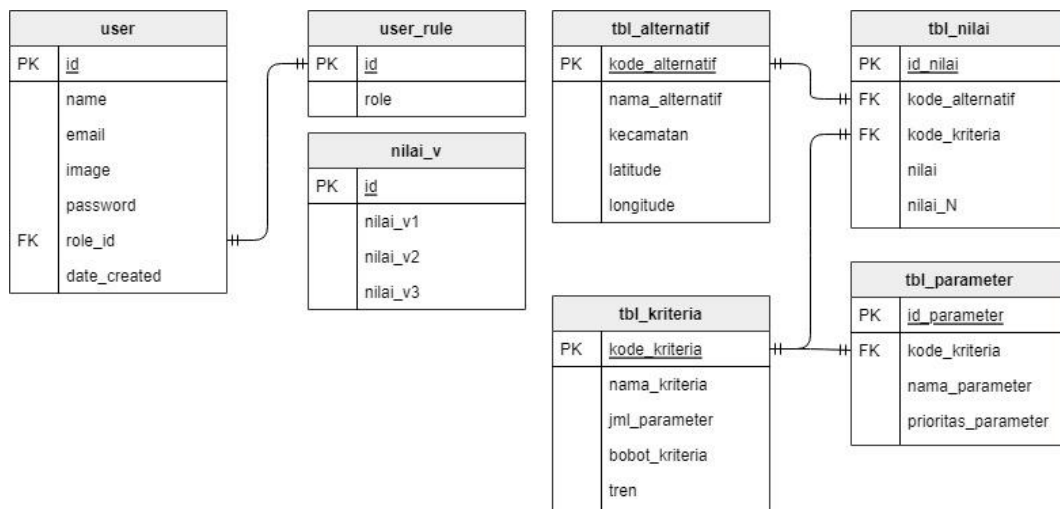 user
PK id
name
email
image
password
FK role_id
date_created
user_rule
PK id
role
nilai_v
PK id
nilai_v1
nilai_v2
nilai_v3
tbl_alternatif
PK kode_alternatif
nama_alternatif
kecamatan
latitude
longitude
tbl_nilai
PK id_nilai
FK kode_alternatif
FK kode_kriteria
nilai
nilai_N
tbl_kriteria
PK kode_kriteria
nama_kriteria
jml_parameter
bobot_kriteria
tren
tbl_parameter
PK id_parameter
FK kode_kriteria
nama_parameter
prioritas_parameter